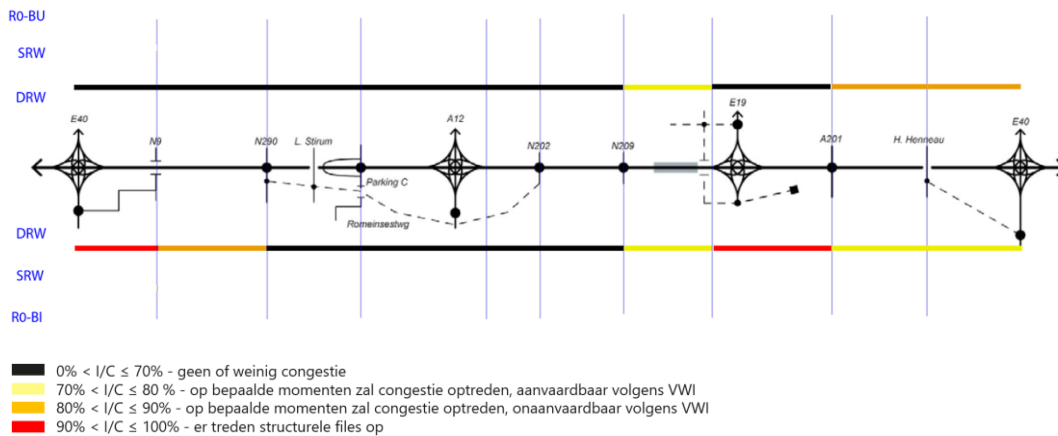 R0-BU
SRW
DRW
E40
N9
N290
L. Stirum
A12
N202
N209
E19
A201
H. Henneau
E40
Parking C
Romeinsestwg
DRW
SRW
R0-BI
0% < I/C ≤ 70% - geen of weinig congestie
70% < I/C ≤ 80 % - op bepaalde momenten zal congestie optreden, aanvaardbaar volgens VWI
80% < I/C ≤ 90% - op bepaalde momenten zal congestie optreden, onaanvaardbaar volgens VWI
90% < I/C ≤ 100% - er treden structurele files op